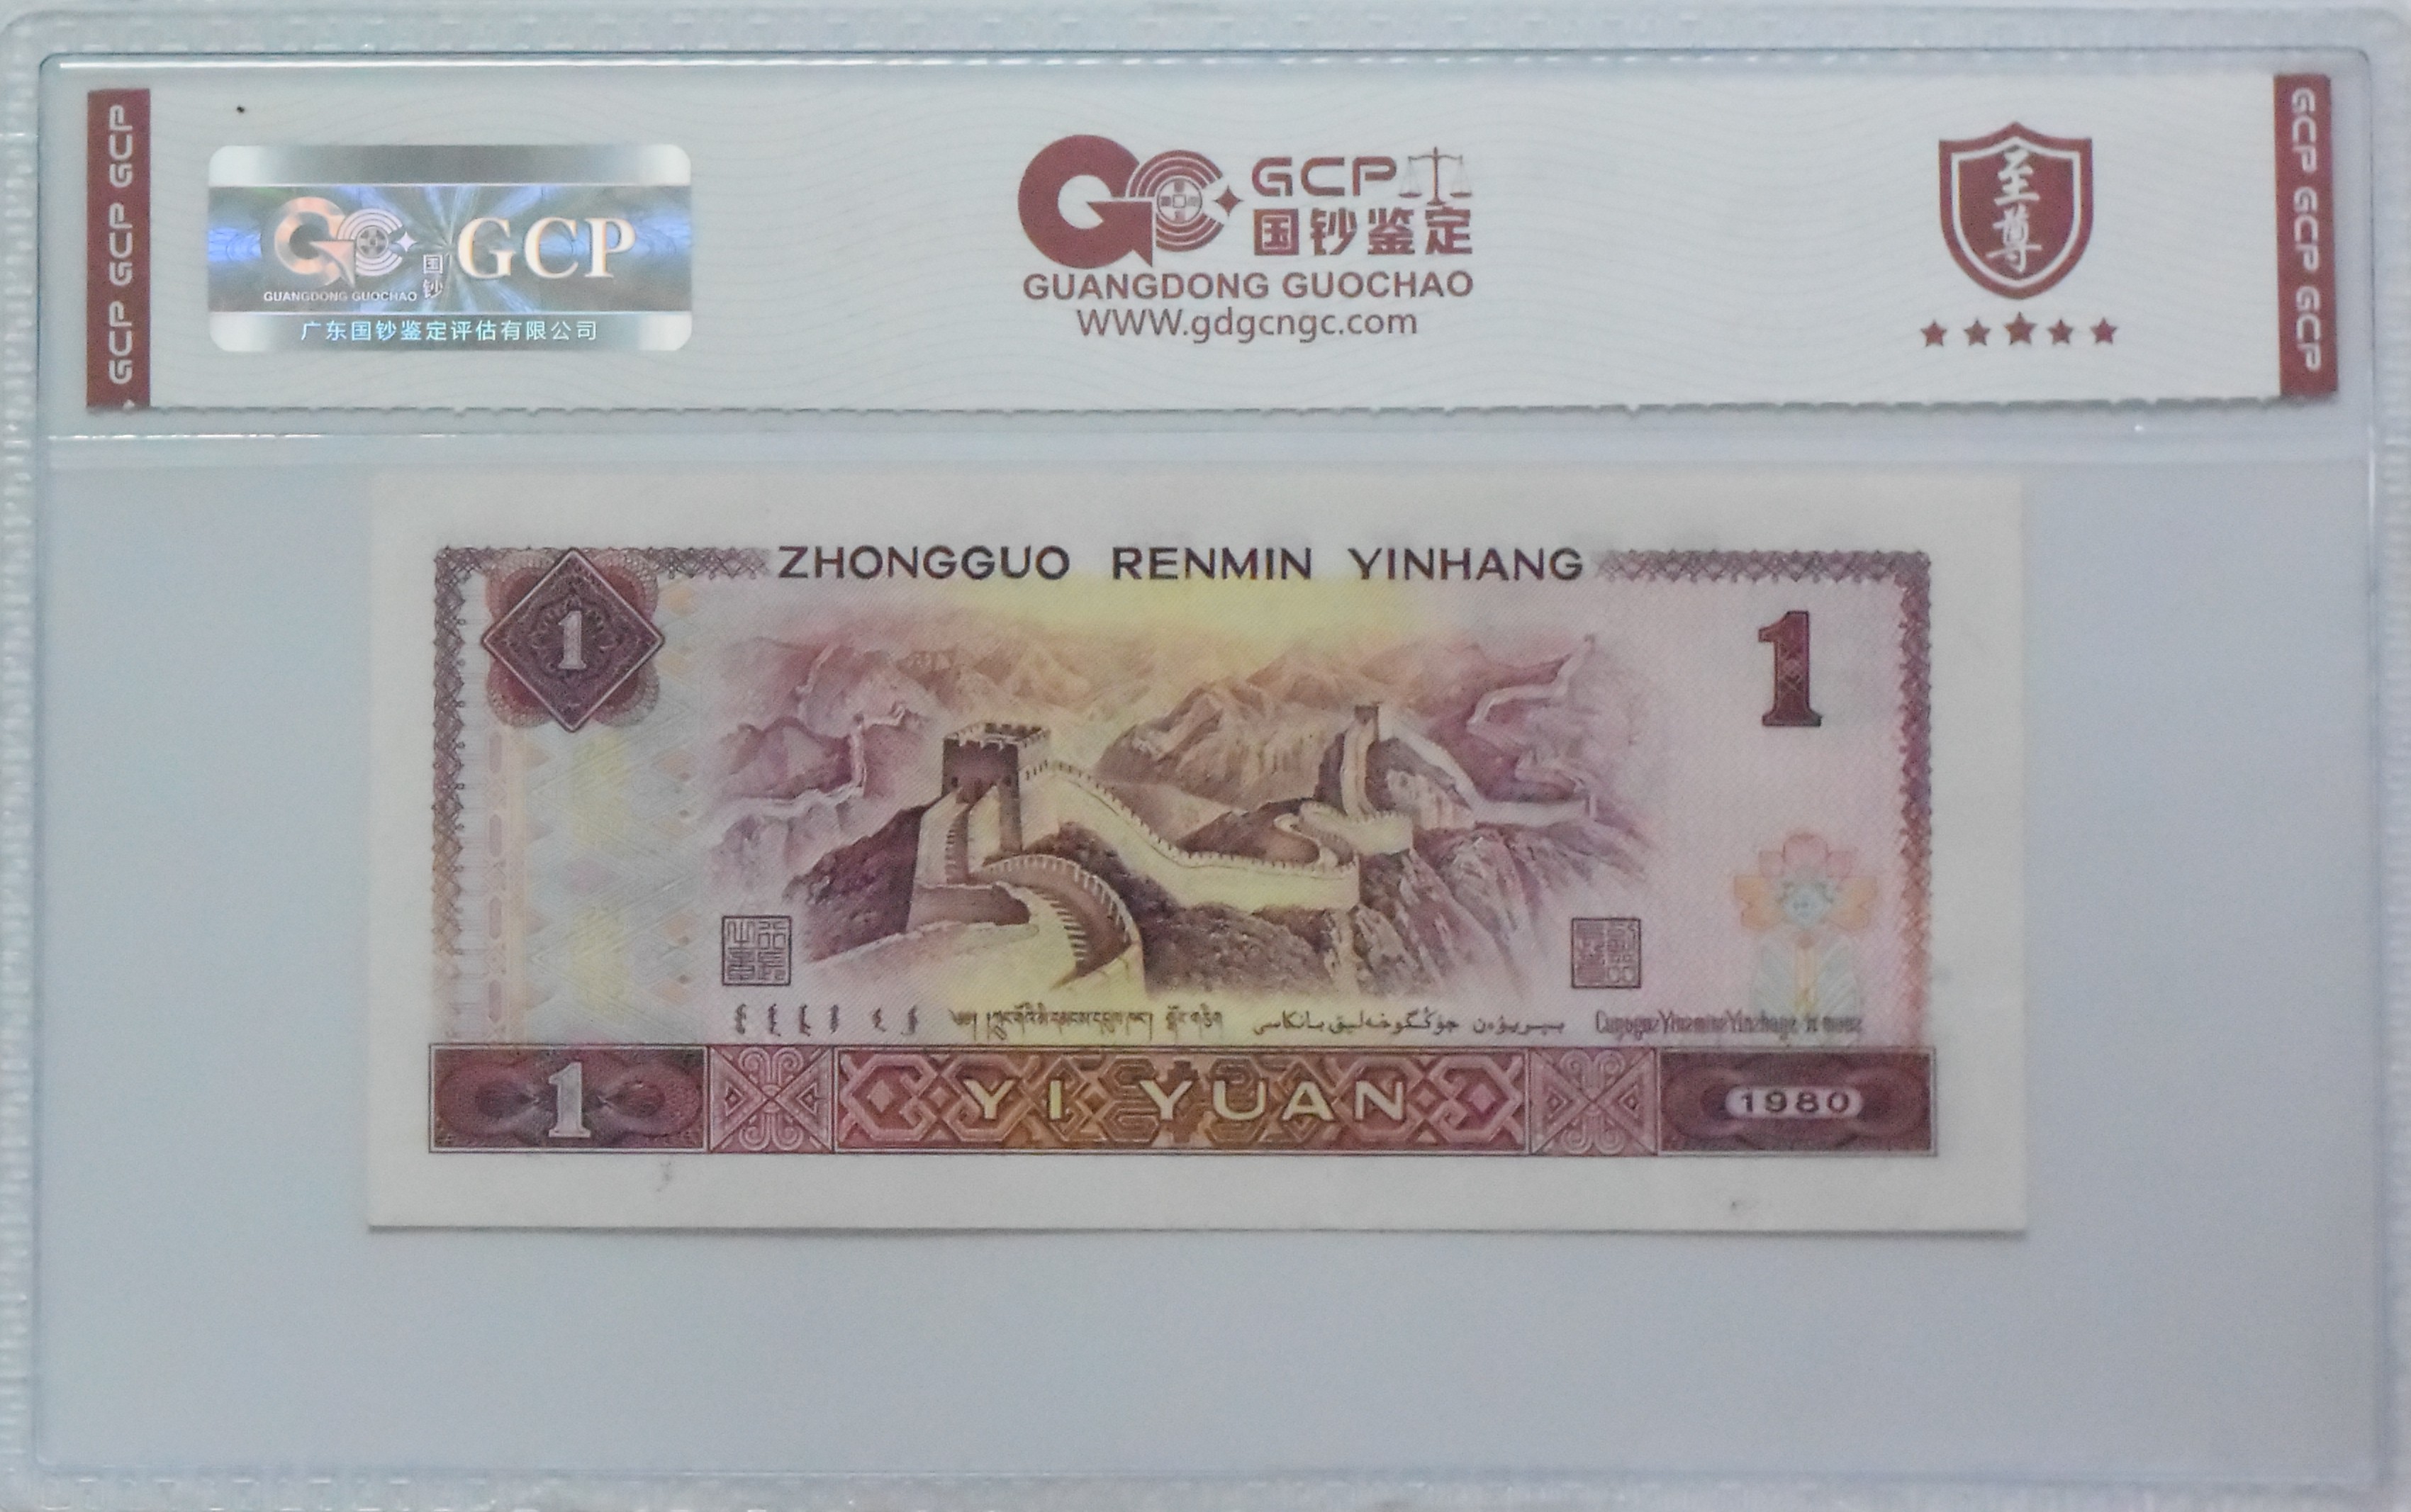 GCP GCP GCP
国钞
GCP
GUANGDONG GUOCHAO
广东国钞鉴定评估有限公司
GCP
国钞鉴定
GUANGDONG GUOCHAO
WWW.gdgcngc.com
至尊
GCP GCP GCP
ZHONGGUO RENMIN YINHANG
1
1
1
YI YUAN
1980